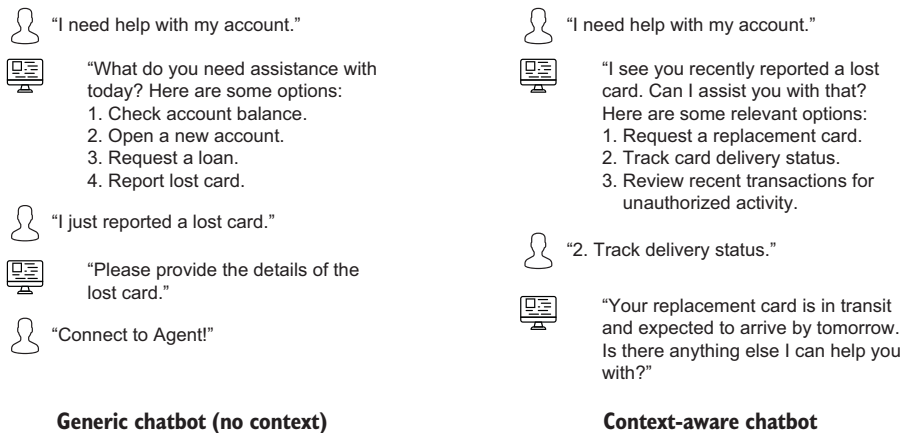 “I need help with my account.”
“What do you need assistance with
today? Here are some options:
1. Check account balance.
2. Open a new account.
3. Request a loan.
4. Report lost card.
“I just reported a lost card.”
“Please provide the details of the
lost card.”
“Connect to Agent!”
Generic chatbot (no context)
“I need help with my account.”
“I see you recently reported a lost
card. Can I assist you with that?
Here are some relevant options:
1. Request a replacement card.
2. Track card delivery status.
3. Review recent transactions for
unauthorized activity.
“2. Track delivery status.”
“Your replacement card is in transit
and expected to arrive by tomorrow.
Is there anything else I can help you
with?”
Context-aware chatbot